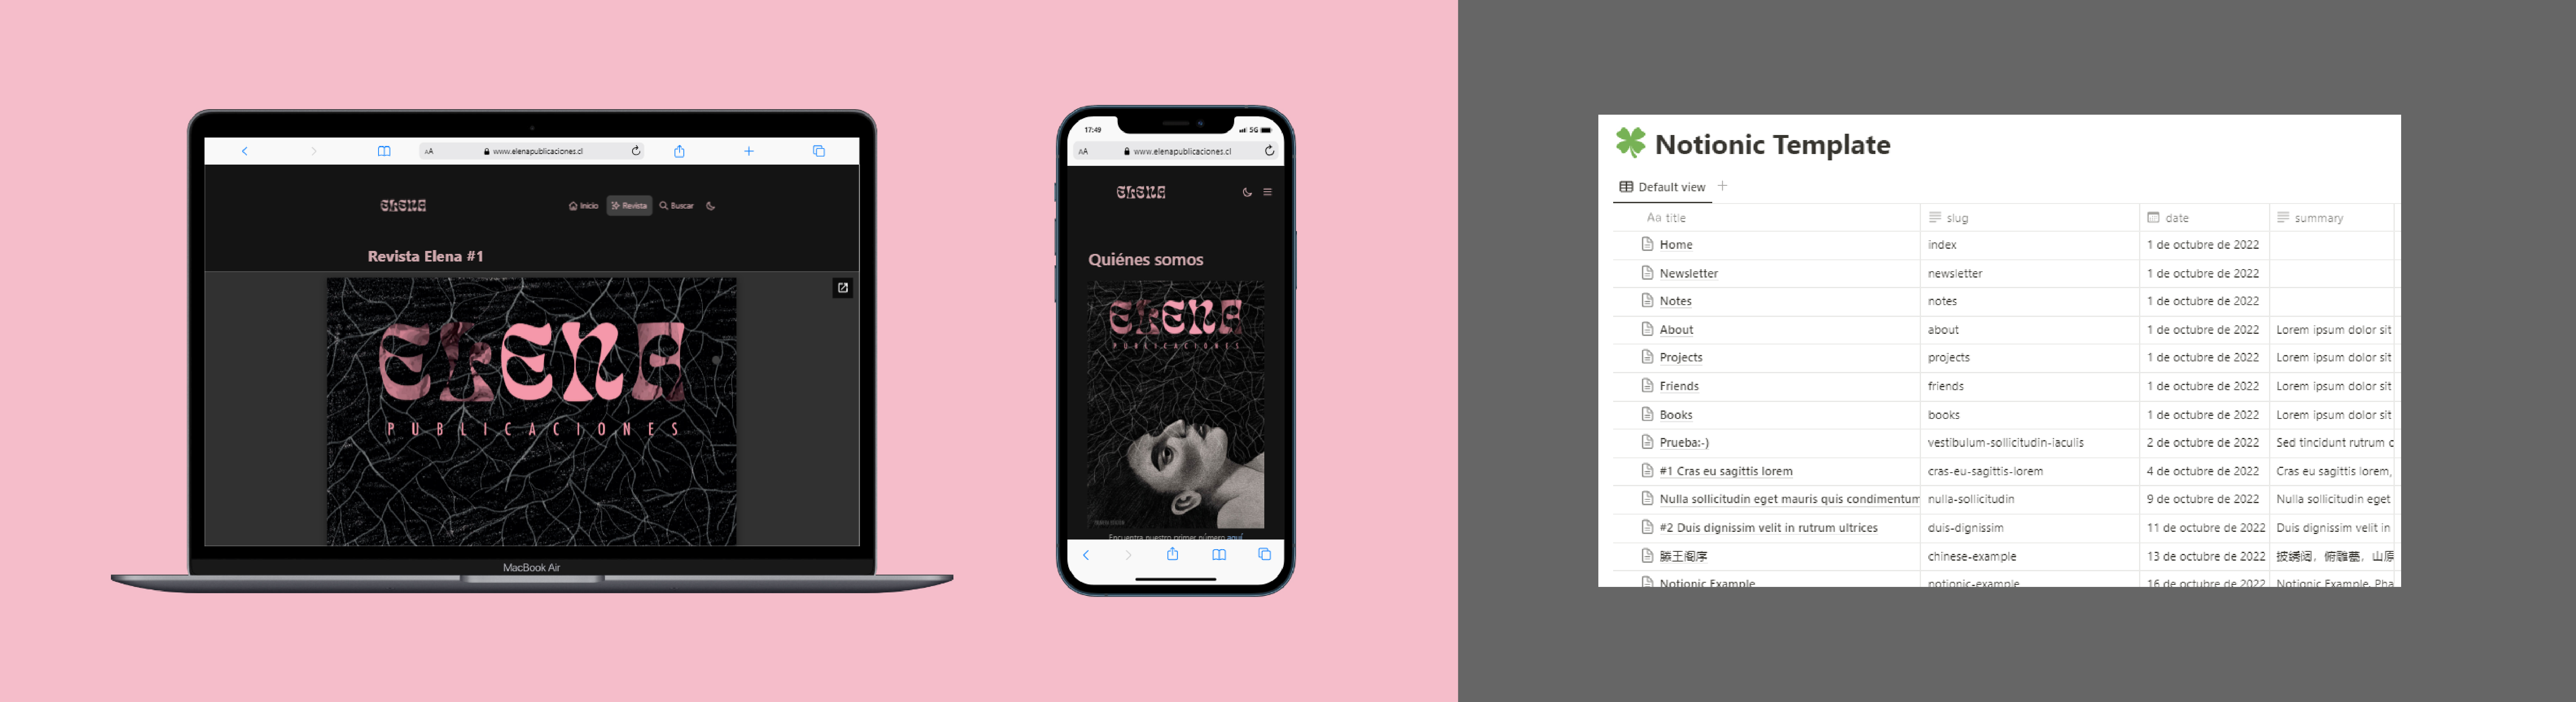 www.elenapublicaciones.cl
ELENA
Inicio
Revista
Buscar
Revista Elena #1
ELENA
PUBLICACIONES
MacBook Air
17:49
5G
AA
www.elenapublicaciones.cl
ELENA
Quiénes somos
ELENA
PUBLICACIONES
Encuentra nuestro primer número aquí
Notionic Template
Default view
Aa title slug date summary
Home index 1 de octubre de 2022
Newsletter newsletter 1 de octubre de 2022
Notes notes 1 de octubre de 2022
About about 1 de octubre de 2022 Lorem ipsum dolor sit
Projects projects 1 de octubre de 2022 Lorem ipsum dolor sit
Friends friends 1 de octubre de 2022 Lorem ipsum dolor sit
Books books 1 de octubre de 2022 Lorem ipsum dolor sit
Prueba:-) vestibulum-sollicitudin-iaculis 2 de octubre de 2022 Sed tincidunt rutrum
#1 Cras eu sagittis lorem cras-eu-sagittis-lorem 4 de octubre de 2022 Cras eu sagittis lorem,
Nulla sollicitudin eget mauris quis condimentum nulla-sollicitudin 9 de octubre de 2022 Nulla sollicitudin eget
#2 Duis dignissim velit in rutrum ultrices duis-dignissim 11 de octubre de 2022 Duis dignissim velit in
滕王阁序 chinese-example 13 de octubre de 2022 披绣闼，俯雕甍，山原
Notionic Example notionic-example 16 de octubre de 2022 Notionic Example, Pha